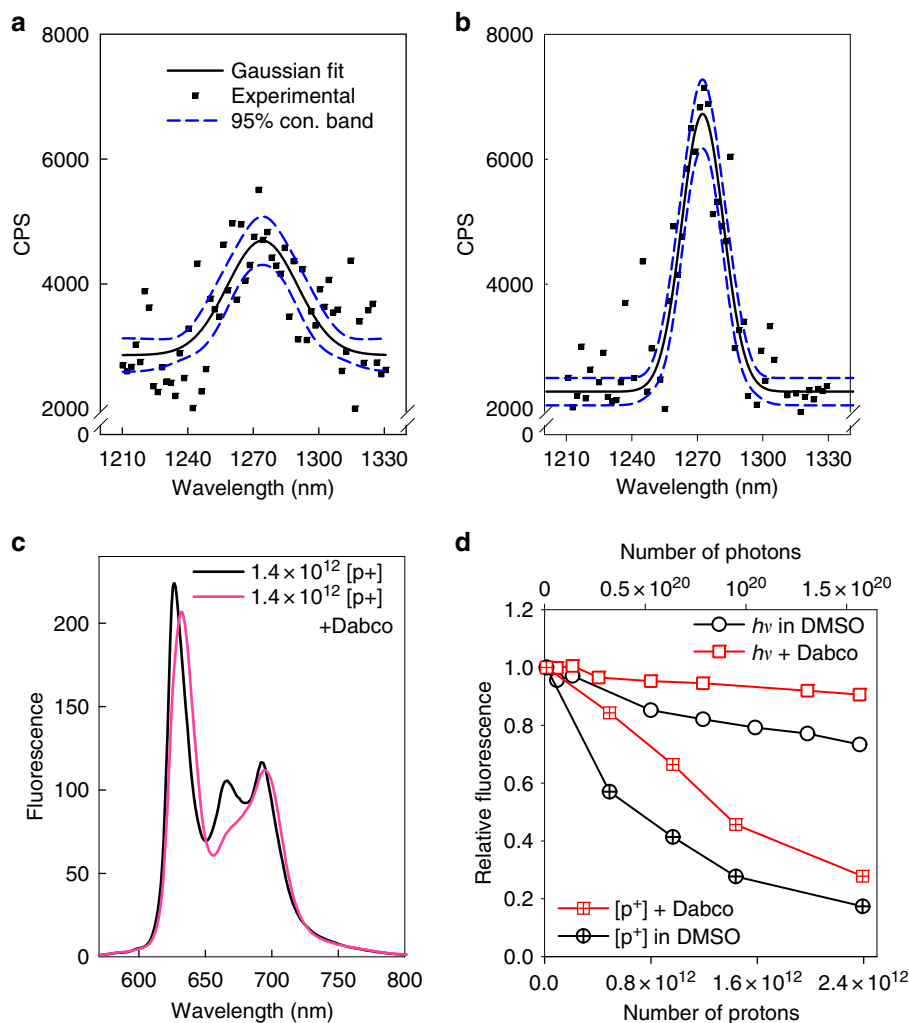 a
8000
6000
4000
2000
0
CPS
Gaussian fit
Experimental
95% con. band
1210 1240 1270 1300 1330
Wavelength (nm)
b
8000
6000
4000
2000
0
CPS
1210 1240 1270 1300 1330
Wavelength (nm)
c
200
150
100
50
0
Fluorescence
1.4×10¹² [p+]
1.4×10¹² [p+]
+Dabco
600 650 700 750 800
Wavelength (nm)
d
Number of photons
0 0.5×10²⁰ 10²⁰ 1.5×10²⁰
1.2
1.0
0.8
0.6
0.4
0.2
0.0
Relative fluorescence
hν in DMSO
hν + Dabco
[p⁺] + Dabco
[p⁺] in DMSO
0.0 0.8×10¹² 1.6×10¹² 2.4×10¹²
Number of protons